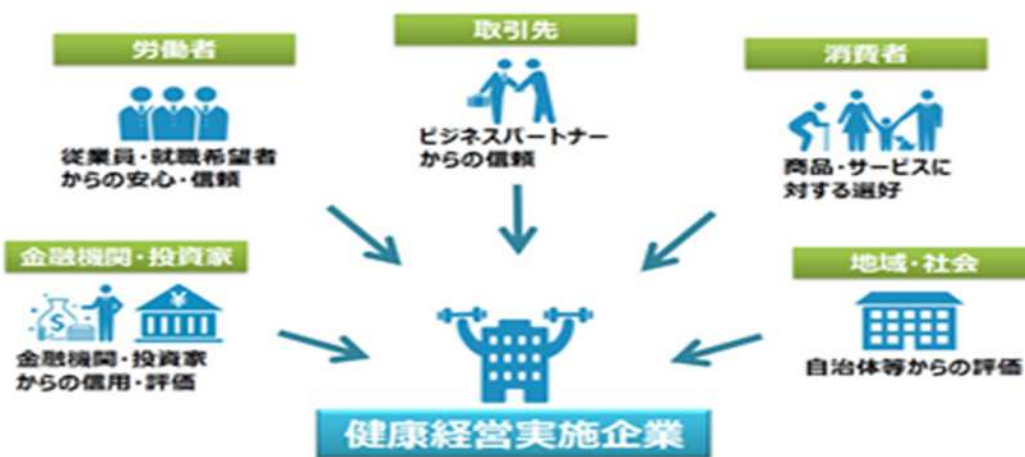 労働者
従業員・就職希望者
からの安心・信頼
取引先
ビジネスパートナー
からの信頼
消費者
商品・サービスに
対する選好
金融機関・投資家
$
¥
金融機関・投資家
からの信用・評価
地域・社会
自治体等からの評価
健康経営実施企業